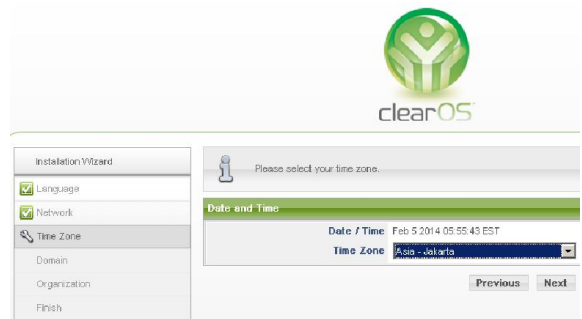 clearOS
Installation Wizard
Language
Network
Time Zone
Domain
Organization
Finish
Please select your time zone.
Date and Time
Date / Time Feb 5 2014 05:55:43 EST
Time Zone Asia - Jakarta
Previous Next